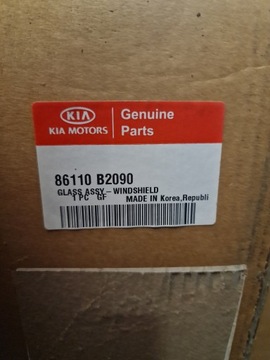 KIA
KIA MOTORS
Genuine
Parts
86110 B2090
GLASS ASSY-WINDSHIELD
1 PC GF MADE IN Korea,Republi